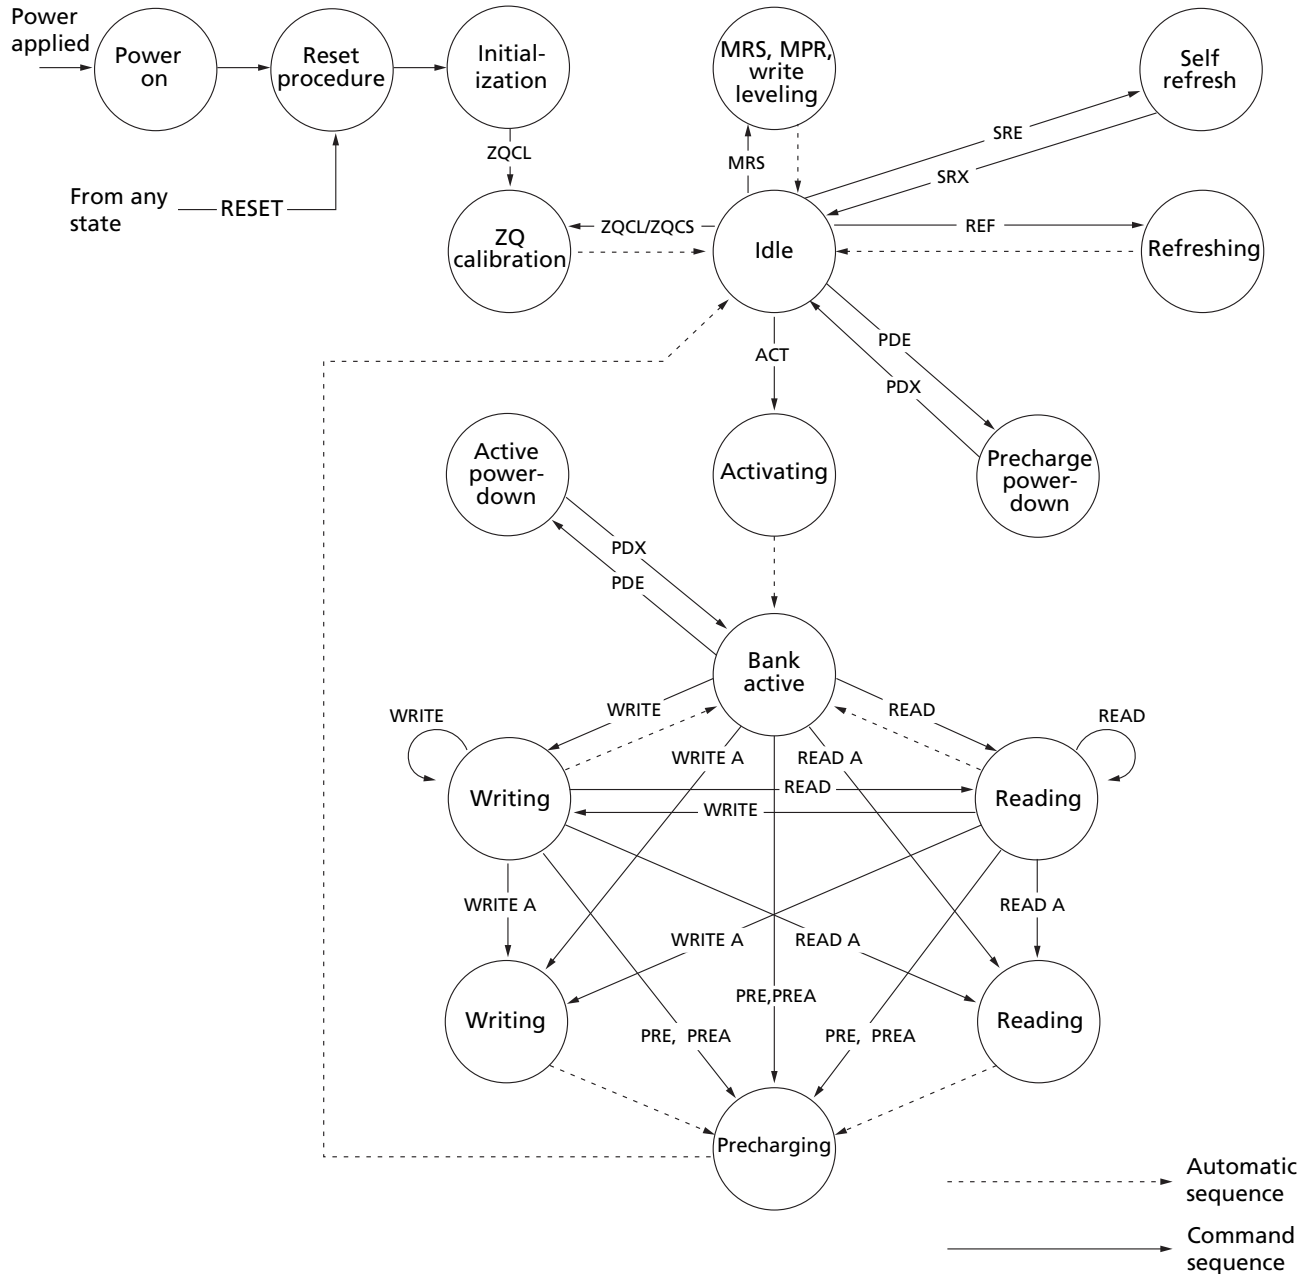 Power
applied
Power
on
Reset
procedure
Initial-
ization
MRS, MPR,
write
leveling
Self
refresh
ZQCL
MRS
SRE
SRX
From any
state
RESET
ZQ
calibration
ZQCL/ZQCS
Idle
REF
Refreshing
PDE
PDX
ACT
Active
power-
down
Activating
Precharge
power-
down
PDX
PDE
Bank
active
WRITE
WRITE
READ
READ
WRITE A
READ A
Writing
READ
WRITE
Reading
WRITE A
READ A
WRITE A
READ A
PRE,PREA
Writing
Reading
PRE, PREA
PRE, PREA
Precharging
Automatic
sequence
Command
sequence